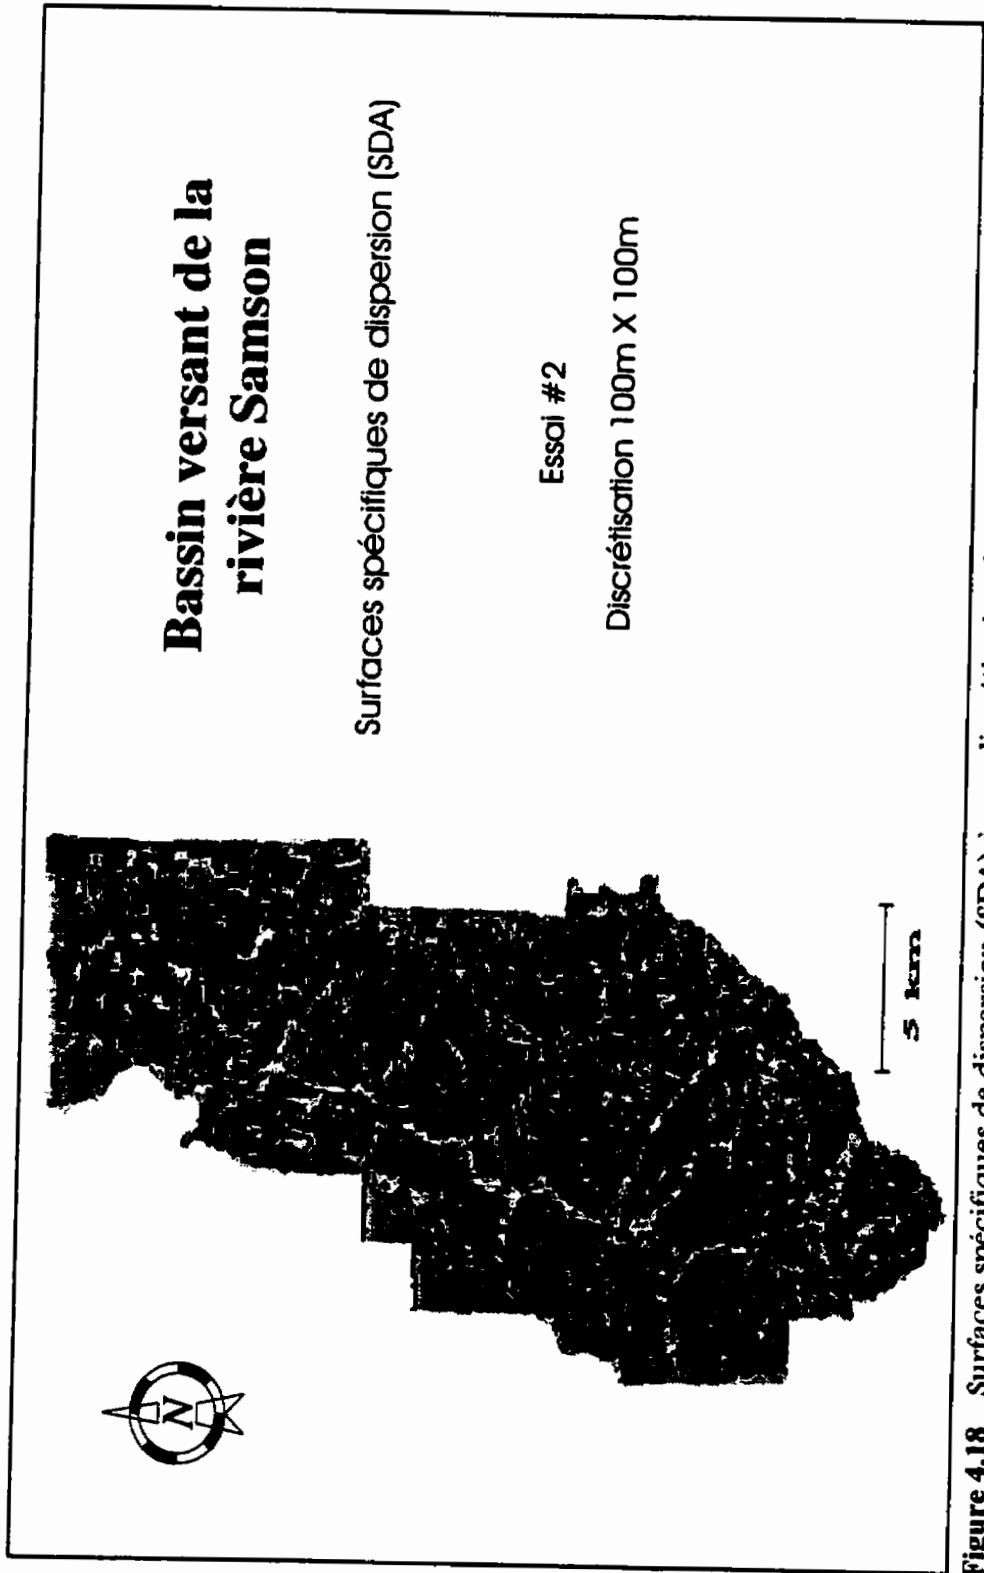 Bassin versant de la
rivière Samson
Surfaces spécifiques de dispersion (SDA)
Essai #2
Discrétisation 100m X 100m
N
5 km
Figure 4.18 Surfaces spécifiques de dispersion (SDA)